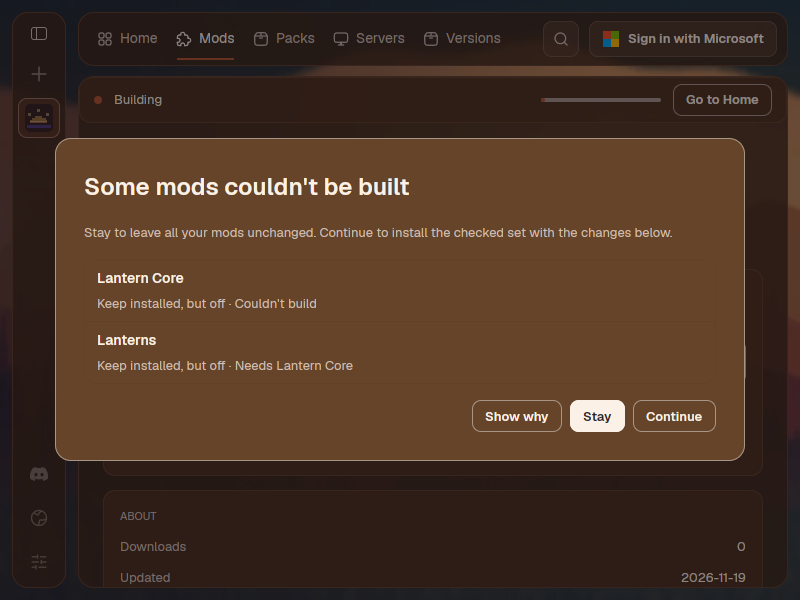 Home
Mods
Packs
Servers
Versions
Sign in with Microsoft
Building
Go to Home
Some mods couldn't be built
Stay to leave all your mods unchanged. Continue to install the checked set with the changes below.
Lantern Core
Keep installed, but off · Couldn't build
Lanterns
Keep installed, but off · Needs Lantern Core
Show why
Stay
Continue
ABOUT
Downloads
0
Updated
2026-11-19